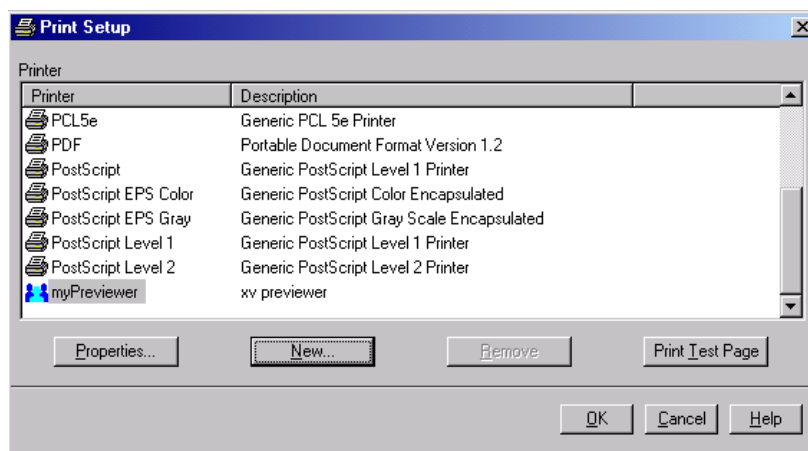 Print Setup
Printer
Printer Description
PCL5e Generic PCL 5e Printer
PDF Portable Document Format Version 1.2
PostScript Generic PostScript Level 1 Printer
PostScript EPS Color Generic PostScript Color Encapsulated
PostScript EPS Gray Generic PostScript Gray Scale Encapsulated
PostScript Level 1 Generic PostScript Level 1 Printer
PostScript Level 2 Generic PostScript Level 2 Printer
myPreviewer xv previewer
Properties... New... Remove Print Test Page
OK Cancel Help